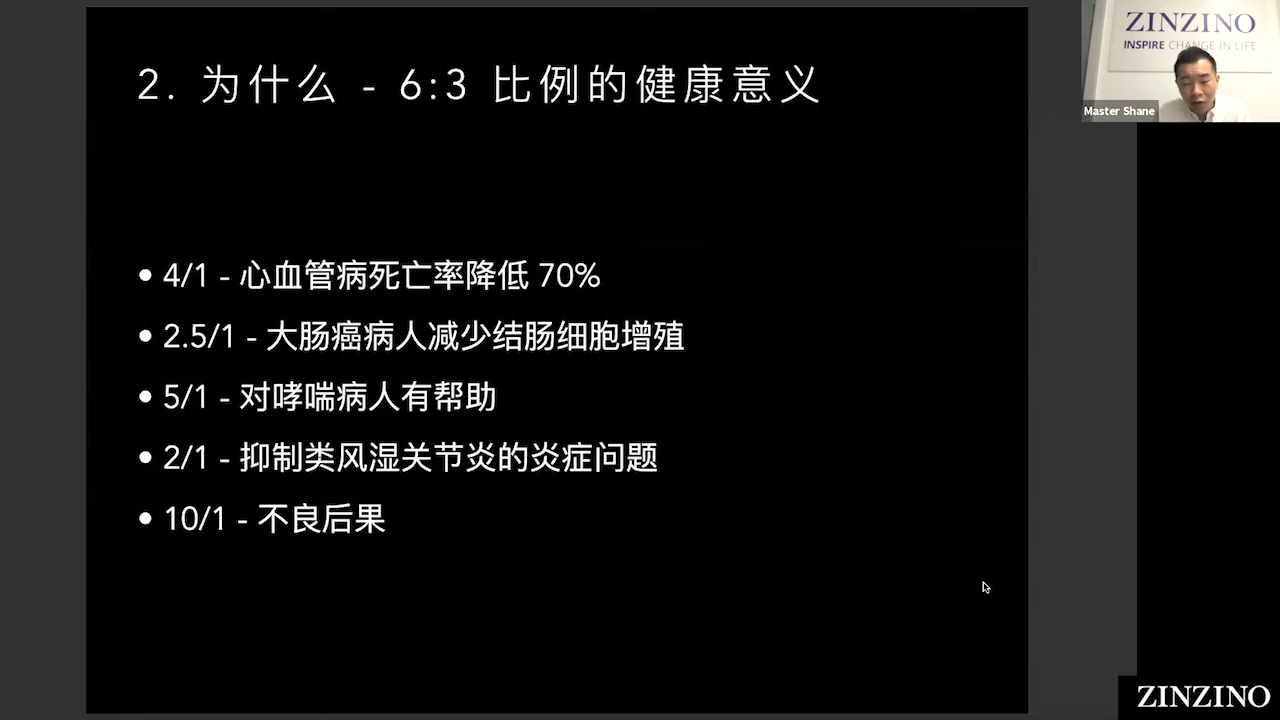 2. 为什么 - 6:3 比例的健康意义
• 4/1 - 心血管病死亡率降低 70%
• 2.5/1 - 大肠癌病人减少结肠细胞增殖
• 5/1 - 对哮喘病人有帮助
• 2/1 - 抑制类风湿关节炎的炎症问题
• 10/1 - 不良后果
ZINZINO
INSPIRE CHANGE IN LIFE
Master Shane
ZINZINO